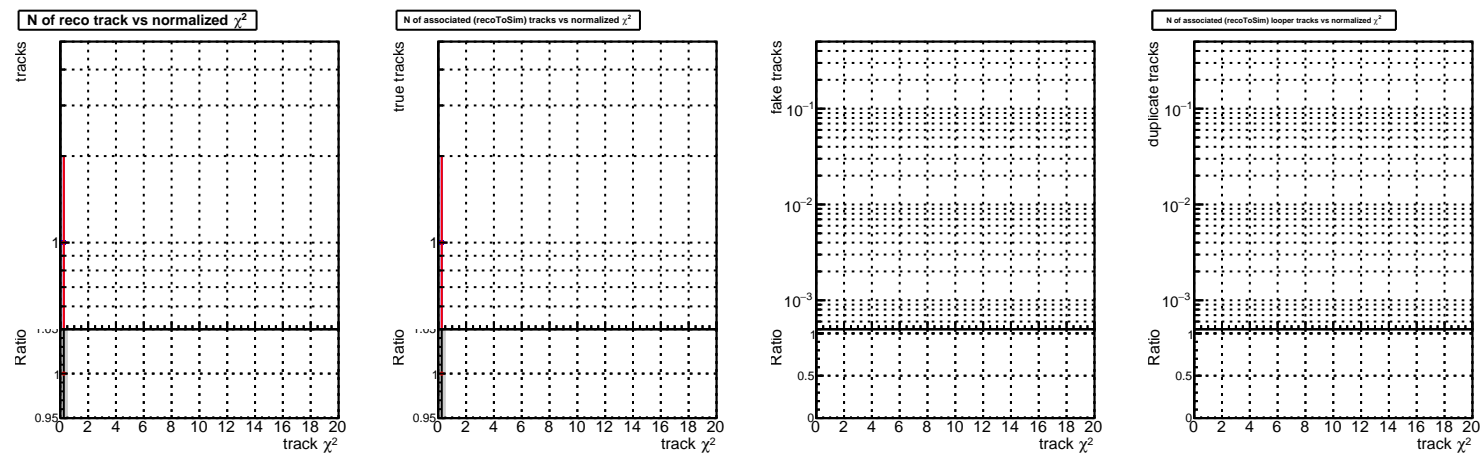 N of reco track vs normalized χ²
tracks
1
Ratio
1.05
1
0.95
0 2 4 6 8 10 12 14 16 18 20
track χ²
N of associated (recoToSim) tracks vs normalized χ²
true tracks
1
Ratio
1.05
1
0.95
0 2 4 6 8 10 12 14 16 18 20
track χ²
fake tracks
10⁻¹
10⁻²
10⁻³
Ratio
1
0.5
0
0 2 4 6 8 10 12 14 16 18 20
track χ²
N of associated (recoToSim) looper tracks vs normalized χ²
duplicate tracks
10⁻¹
10⁻²
10⁻³
Ratio
1
0.5
0
0 2 4 6 8 10 12 14 16 18 20
track χ²